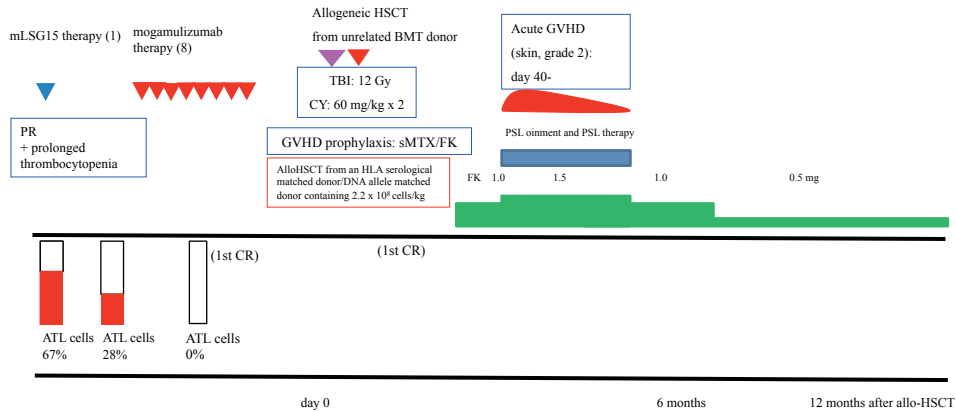 mLSG15 therapy (1)
mogamulizumab
therapy (8)
Allogeneic HSCT
from unrelated BMT donor
Acute GVHD
(skin, grade 2):
day 40-
TBI: 12 Gy
CY: 60 mg/kg x 2
PR
+ prolonged
thrombocytopenia
GVHD prophylaxis: sMTX/FK
PSL oinment and PSL therapy
AlloHSCT from an HLA serological
matched donor/DNA allele matched
donor containing 2.2 x 10⁸ cells/kg
FK 1.0 1.5 1.0 0.5 mg
(1st CR) (1st CR)
ATL cells
67%
ATL cells
28%
ATL cells
0%
day 0 6 months 12 months after allo-HSCT